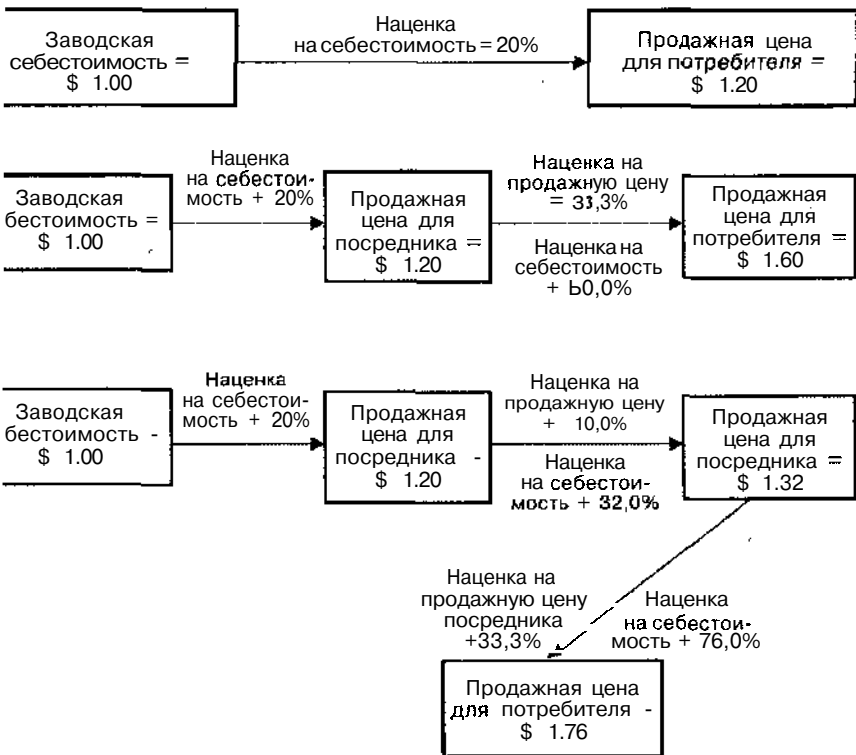 Заводская
себестоимость =
$ 1.00
Наценка
на себестоимость = 20%
Продажная цена
для потребителя =
$ 1.20
Заводская
бестоимость =
$ 1.00
Наценка
на себестои-
мость + 20%
Продажная
цена для
посредника =
$ 1.20
Наценка на
продажную цену
= 33,3%
Наценка на
себестоимость
+ Ь0,0%
Продажная
цена для
потребителя =
$ 1.60
Заводская
бестоимость -
$ 1.00
Наценка
на себестои-
мость + 20%
Продажная
цена для
посредника -
$ 1.20
Наценка на
продажную цену
+ 10,0%
Наценка
на себестои-
мость + 32,0%
Продажная
цена для
посредника =
$ 1.32
Наценка на
продажную цену
посредника
+33,3%
Наценка
на себестои-
мость + 76,0%
Продажная цена
для потребителя -
$ 1.76